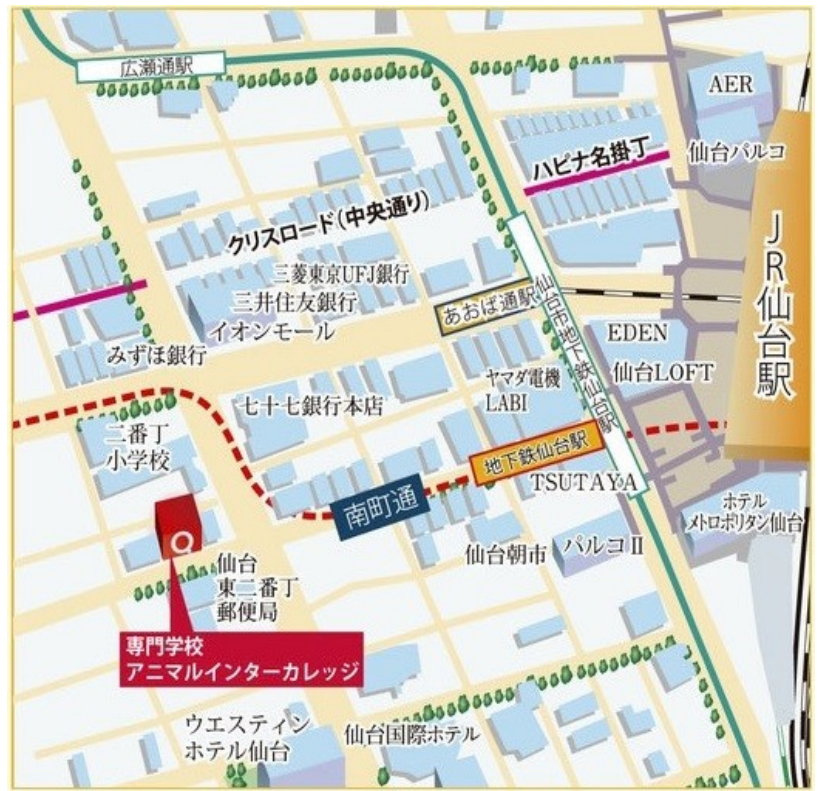 広瀬通駅
AER
仙台パルコ
ハピナ名掛丁
クリスロード(中央通り)
JR仙台駅
三菱東京UFJ銀行
三井住友銀行
イオンモール
あおば通駅
仙台市地下鉄仙台駅
EDEN
仙台LOFT
みずほ銀行
ヤマダ電機
LABI
七十七銀行本店
二番丁
小学校
地下鉄仙台駅
TSUTAYA
南町通
ホテル
メトロポリタン仙台
仙台朝市
パルコⅡ
仙台
東二番丁
郵便局
専門学校
アニマルインターカレッジ
ウエスティン
ホテル仙台
仙台国際ホテル